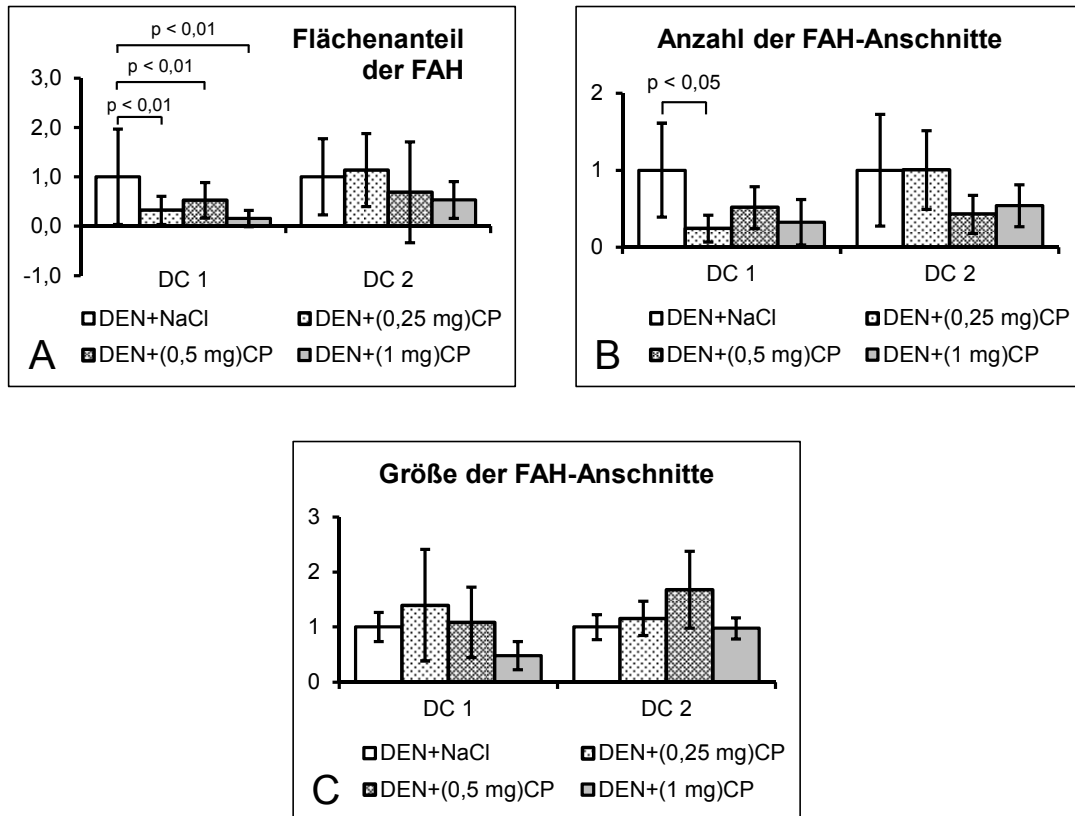 Flächenanteil
der FAH
p < 0,01
p < 0,01
p < 0,01
3,0
2,0
1,0
0,0
-1,0
DC 1
DC 2
DEN+NaCl
DEN+(0,25 mg)CP
DEN+(0,5 mg)CP
DEN+(1 mg)CP
A
Anzahl der FAH-Anschnitte
p < 0,05
2
1
0
DC 1
DC 2
DEN+NaCl
DEN+(0,25 mg)CP
DEN+(0,5 mg)CP
DEN+(1 mg)CP
B
Größe der FAH-Anschnitte
3
2
1
0
DC 1
DC 2
DEN+NaCl
DEN+(0,25 mg)CP
DEN+(0,5 mg)CP
DEN+(1 mg)CP
C